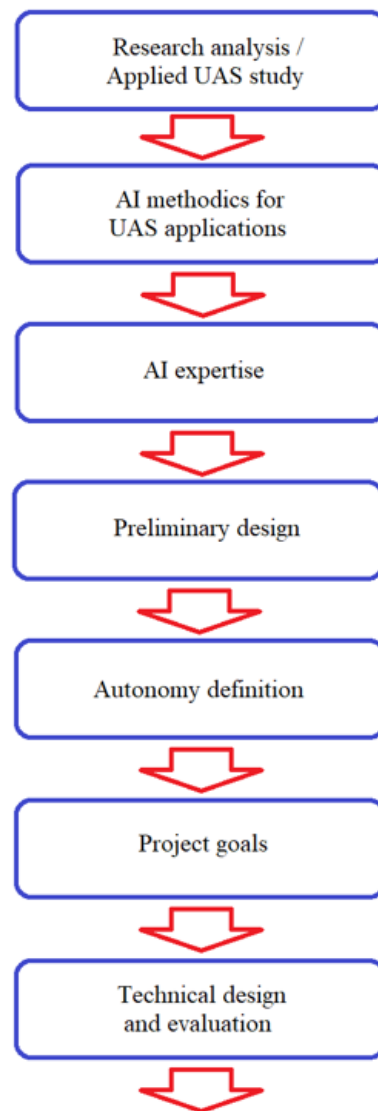 Research analysis /
Applied UAS study
AI methodics for
UAS applications
AI expertise
Preliminary design
Autonomy definition
Project goals
Technical design
and evaluation